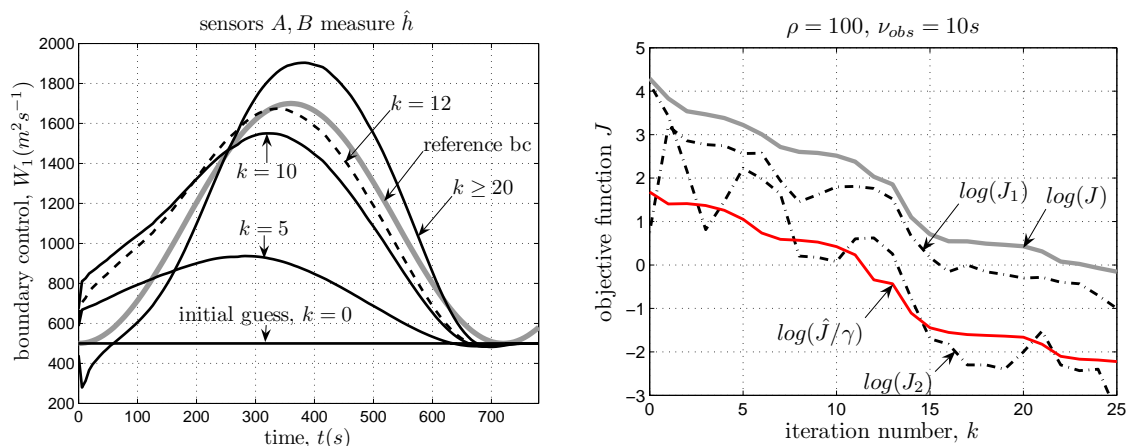 sensors A, B measure ĥ
boundary control, W₁(m²s⁻¹)
2000
1800
1600
1400
1200
1000
800
600
400
200
k = 12
reference bc
k = 10
k ≥ 20
k = 5
initial guess, k = 0
0 100 200 300 400 500 600 700
time, t(s)
ρ = 100, ν_obs = 10s
objective function J
5
4
3
2
1
0
−1
−2
−3
log(J₁)
log(J)
log(Ĵ/γ)
log(J₂)
0 5 10 15 20 25
iteration number, k